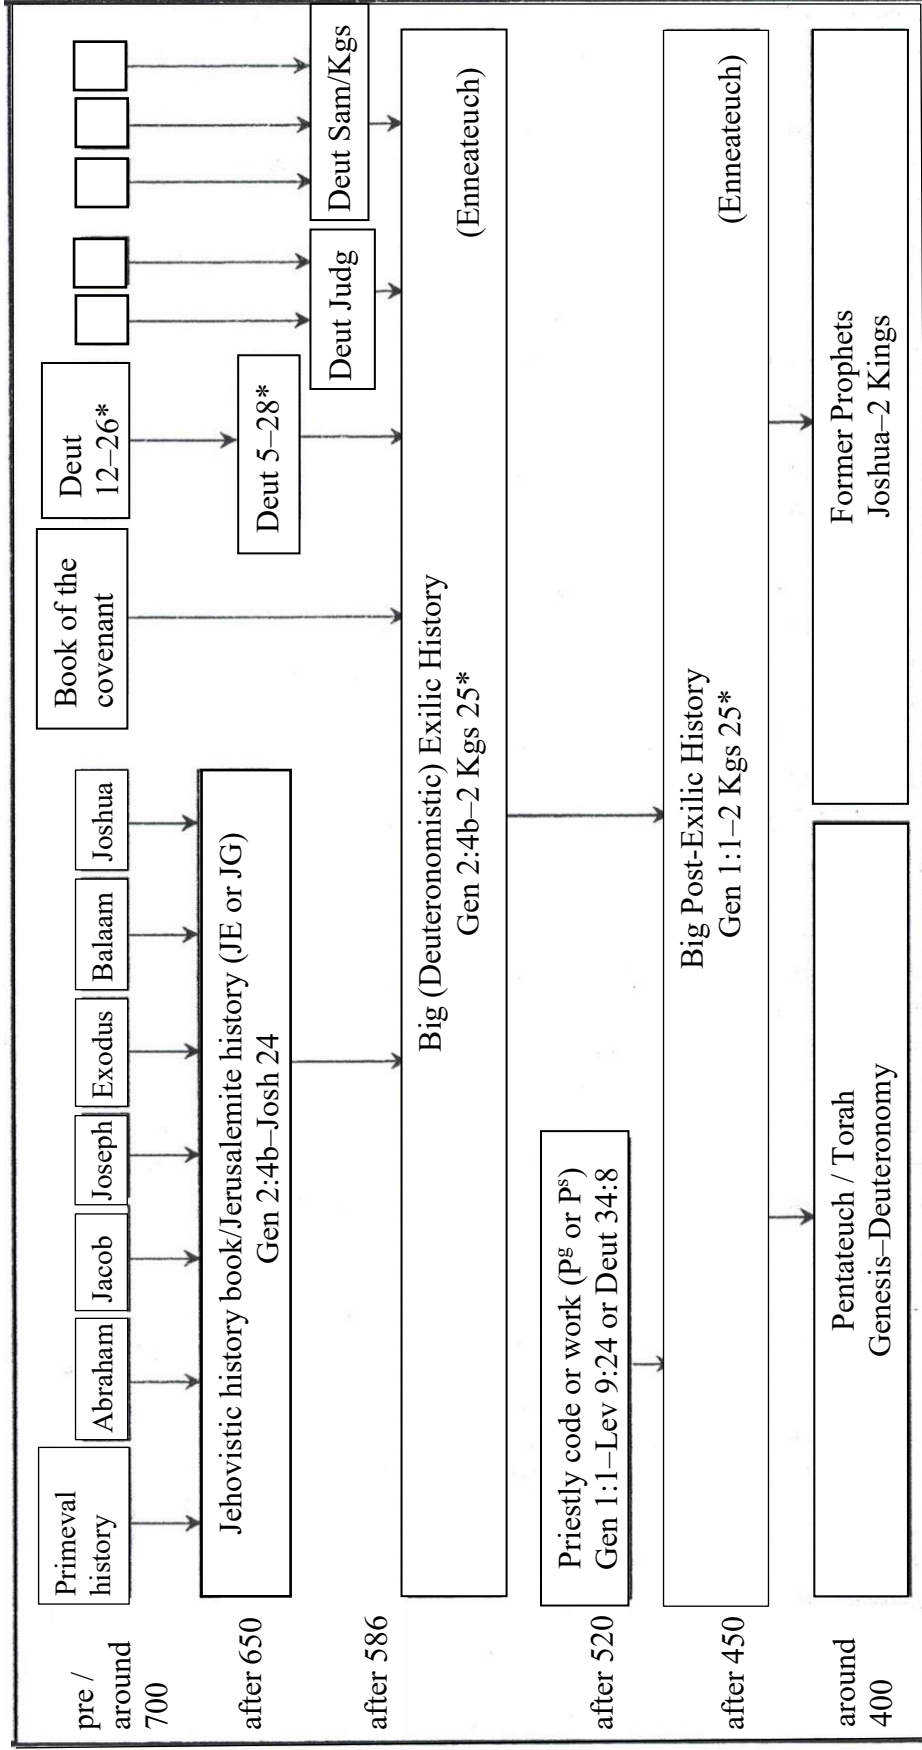 pre /
around
700
Primeval
history
Abraham
Jacob
Joseph
Exodus
Balaam
Joshua
Book of the
covenant
Deut
12–26*
after 650
Jehovistic history book/Jerusalemite history (JE or JG)
Gen 2:4b–Josh 24
Deut 5–28*
Deut Judg
Deut Sam/Kgs
after 586
Big (Deuteronomistic) Exilic History
Gen 2:4b–2 Kgs 25*
(Enneateuch)
after 520
Priestly code or work (Pᵍ or Pˢ)
Gen 1:1–Lev 9:24 or Deut 34:8
after 450
Big Post-Exilic History
Gen 1:1–2 Kgs 25*
(Enneateuch)
around
400
Pentateuch / Torah
Genesis–Deuteronomy
Former Prophets
Joshua–2 Kings